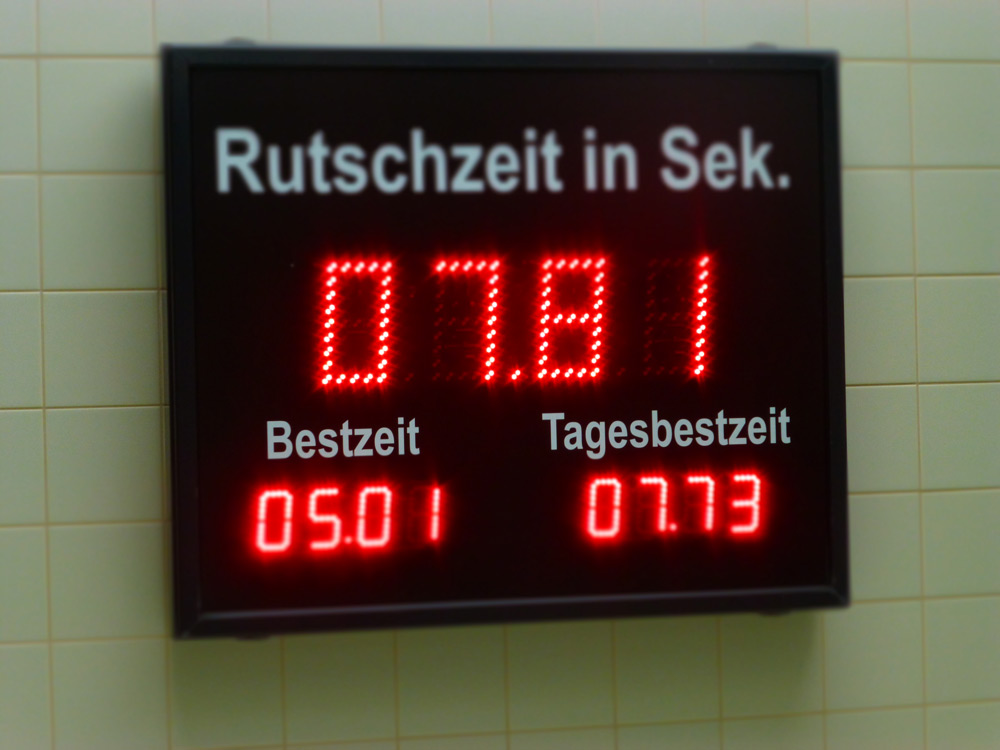 Rutschzeit in Sek.
07.81
Bestzeit Tagesbestzeit
05.01 07.73